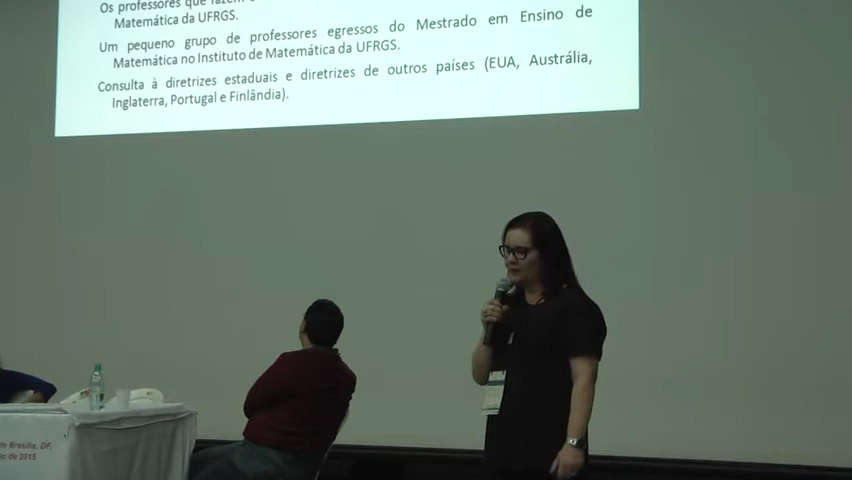 Os professores que fazem
Matemática da UFRGS.
Um pequeno grupo de professores egressos do Mestrado em Ensino de
Matemática no Instituto de Matemática da UFRGS.
Consulta à diretrizes estaduais e diretrizes de outros países (EUA, Austrália,
Inglaterra, Portugal e Finlândia).
de Brasília, DF,
de 2015